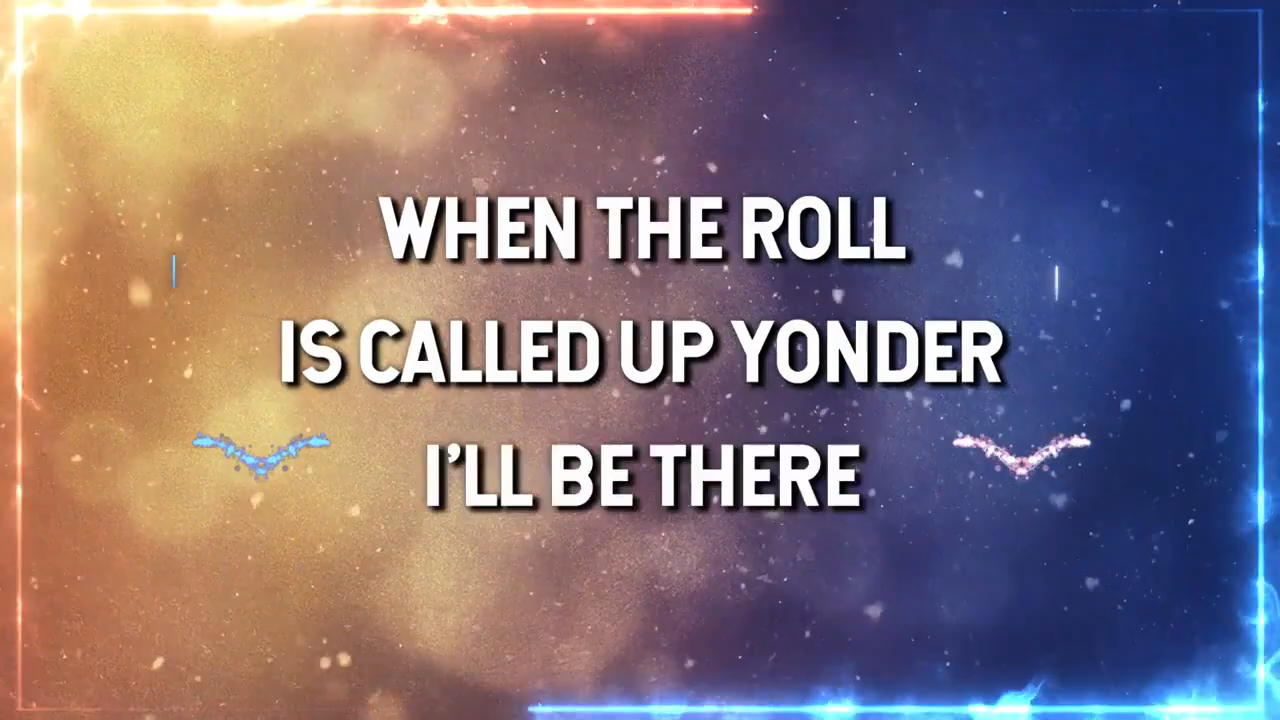 WHEN THE ROLL
IS CALLED UP YONDER
I'LL BE THERE